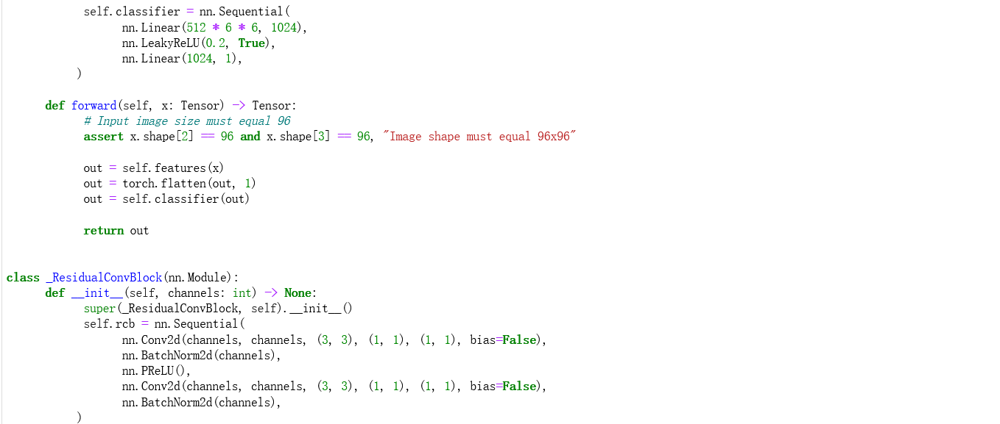 self.classifier = nn.Sequential(
nn.Linear(512 * 6 * 6, 1024),
nn.LeakyReLU(0.2, True),
nn.Linear(1024, 1),
)
def forward(self, x: Tensor) -> Tensor:
# Input image size must equal 96
assert x.shape[2] == 96 and x.shape[3] == 96, "Image shape must equal 96x96"
out = self.features(x)
out = torch.flatten(out, 1)
out = self.classifier(out)
return out
class _ResidualConvBlock(nn.Module):
def __init__(self, channels: int) -> None:
super(_ResidualConvBlock, self).__init__()
self.rcb = nn.Sequential(
nn.Conv2d(channels, channels, (3, 3), (1, 1), (1, 1), bias=False),
nn.BatchNorm2d(channels),
nn.PReLU(),
nn.Conv2d(channels, channels, (3, 3), (1, 1), (1, 1), bias=False),
nn.BatchNorm2d(channels),
)